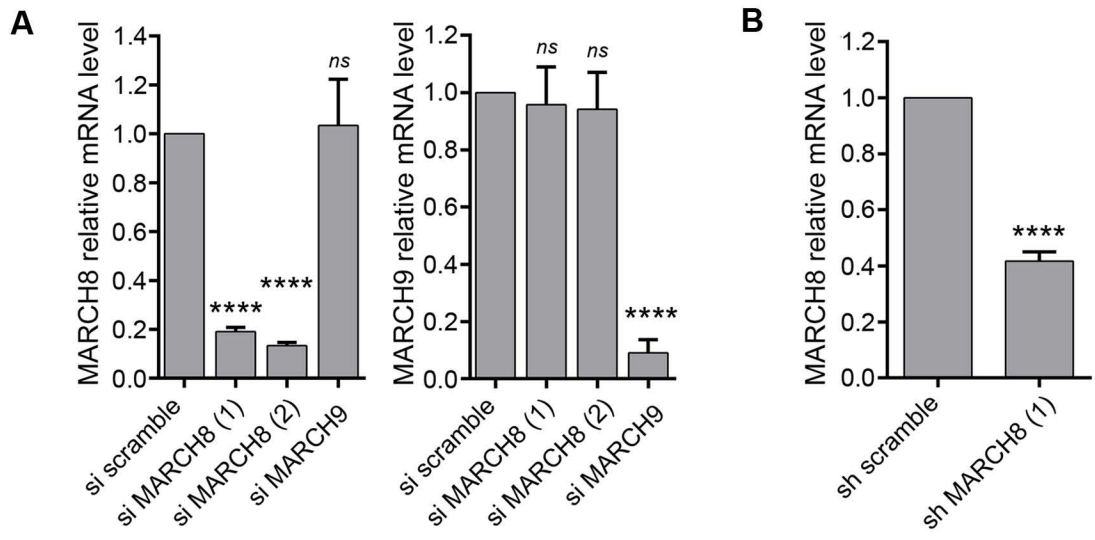 A
MARCH8 relative mRNA level
1.4
1.2
1.0
0.8
0.6
0.4
0.2
0.0
****
****
ns
si scramble
si MARCH8 (1)
si MARCH8 (2)
si MARCH9
MARCH9 relative mRNA level
1.2
1.0
0.8
0.6
0.4
0.2
0.0
ns
ns
****
si scramble
si MARCH8 (1)
si MARCH8 (2)
si MARCH9
B
MARCH8 relative mRNA level
1.2
1.0
0.8
0.6
0.4
0.2
0.0
****
sh scramble
sh MARCH8 (1)